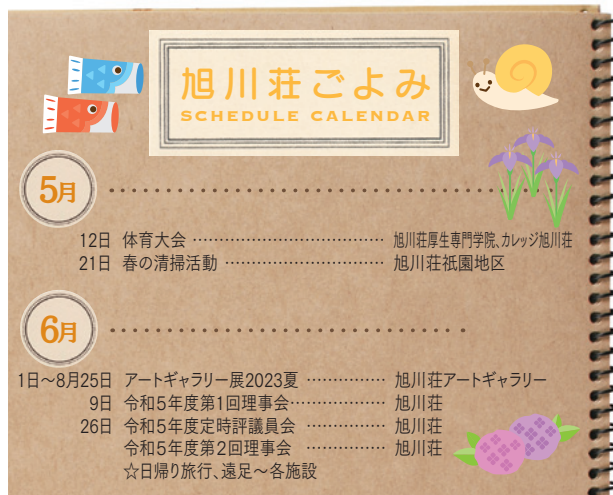 旭川荘ごよみ
SCHEDULE CALENDAR
5月
12日 体育大会 ………………………… 旭川荘厚生専門学院、カレッジ旭川荘
21日 春の清掃活動 …………………… 旭川荘祇園地区
6月
1日〜8月25日 アートギャラリー展2023夏 …………… 旭川荘アートギャラリー
9日 令和5年度第1回理事会…………… 旭川荘
26日 令和5年度定時評議員会 ………… 旭川荘
令和5年度第2回理事会 …………… 旭川荘
☆日帰り旅行、遠足〜各施設